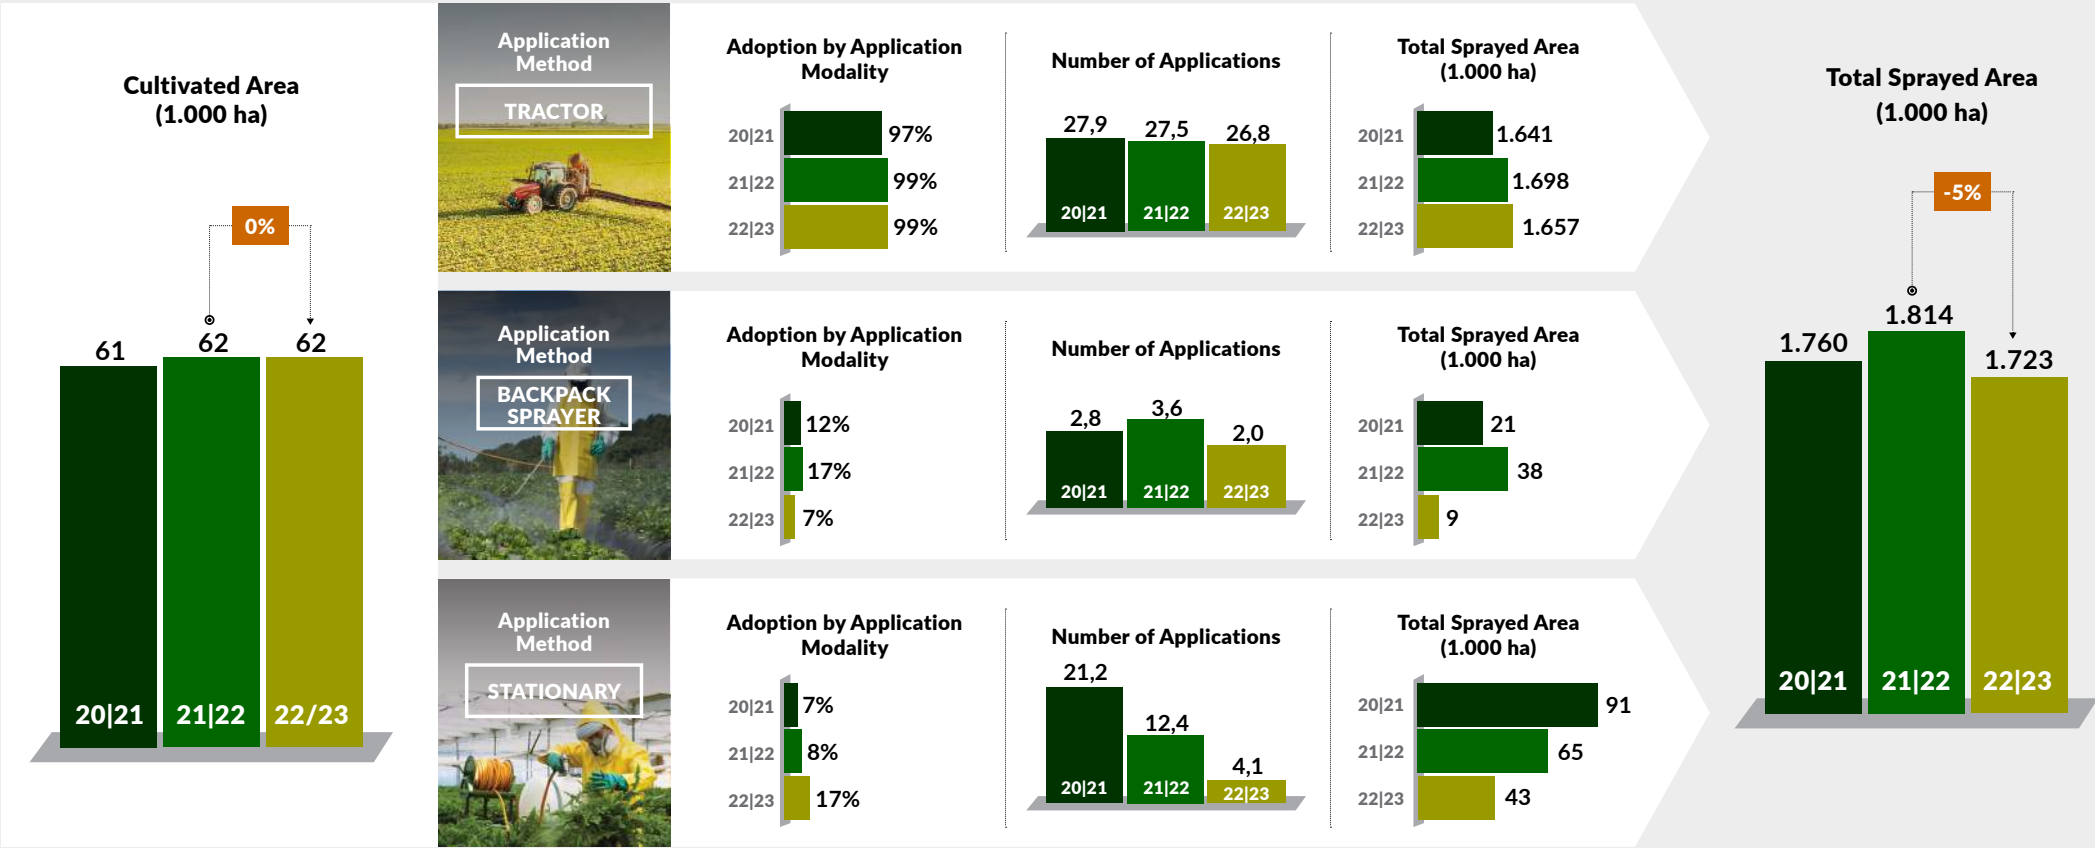 Cultivated Area
(1.000 ha)
0%
61
62
62
20|21
21|22
22/23
Application
Method
TRACTOR
Adoption by Application
Modality
20|21
97%
21|22
99%
22|23
99%
Number of Applications
27,9
27,5
26,8
20|21
21|22
22|23
Total Sprayed Area
(1.000 ha)
20|21
1.641
21|22
1.698
22|23
1.657
Application
Method
BACKPACK
SPRAYER
Adoption by Application
Modality
20|21
12%
21|22
17%
22|23
7%
Number of Applications
2,8
3,6
2,0
20|21
21|22
22|23
Total Sprayed Area
(1.000 ha)
20|21
21
21|22
38
22|23
9
Application
Method
STATIONARY
Adoption by Application
Modality
20|21
7%
21|22
8%
22|23
17%
Number of Applications
21,2
12,4
4,1
20|21
21|22
22|23
Total Sprayed Area
(1.000 ha)
20|21
91
21|22
65
22|23
43
Total Sprayed Area
(1.000 ha)
-5%
1.760
1.814
1.723
20|21
21|22
22|23